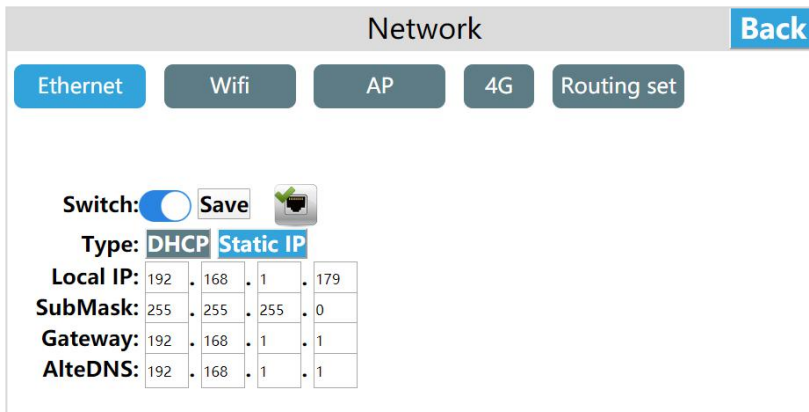 Network Back
Ethernet Wifi AP 4G Routing set
Switch: Save
Type: DHCP Static IP
Local IP: 192 . 168 . 1 . 179
SubMask: 255 . 255 . 255 . 0
Gateway: 192 . 168 . 1 . 1
AlteDNS: 192 . 168 . 1 . 1